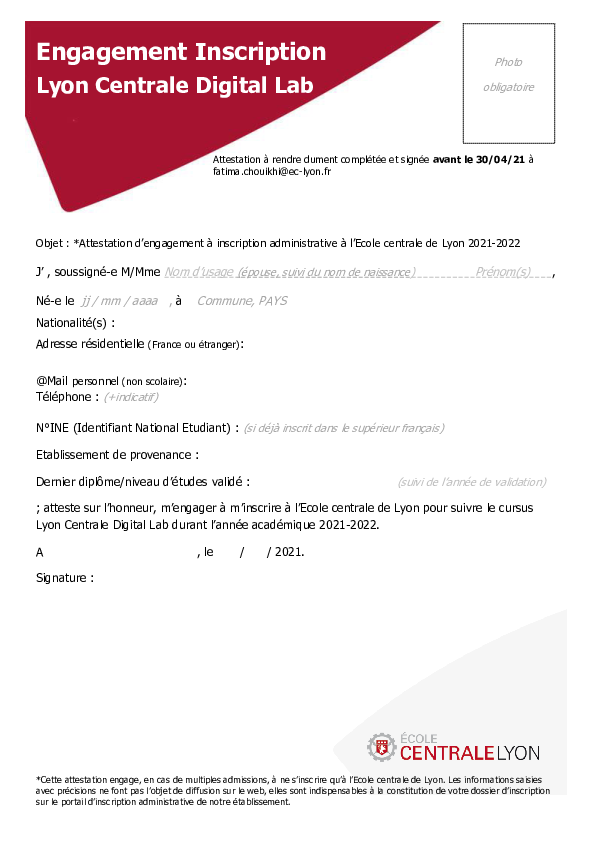 Engagement Inscription
Lyon Centrale Digital Lab
Photo
obligatoire
Attestation à rendre dument complétée et signée avant le 30/04/21 à
fatima.chouikhi@ec-lyon.fr
Objet : *Attestation d'engagement à inscription administrative à l'Ecole centrale de Lyon 2021-2022
J' , soussigné-e M/Mme Nom d'usage (épouse, suivi du nom de naissance) Prénom(s) ,
Né-e le jj / mm / aaaa , à Commune, PAYS
Nationalité(s) :
Adresse résidentielle (France ou étranger):
@Mail personnel (non scolaire):
Téléphone : (+indicatif)
N°INE (Identifiant National Etudiant) : (si déjà inscrit dans le supérieur français)
Etablissement de provenance :
Dernier diplôme/niveau d'études validé : (suivi de l'année de validation)
; atteste sur l'honneur, m'engager à m'inscrire à l'Ecole centrale de Lyon pour suivre le cursus
Lyon Centrale Digital Lab durant l'année académique 2021-2022.
A , le / / 2021.
Signature :
ÉCOLE
CENTRALELYON
*Cette attestation engage, en cas de multiples admissions, à ne s'inscrire qu'à l'Ecole centrale de Lyon. Les informations saisies
avec précisions ne font pas l'objet de diffusion sur le web, elles sont indispensables à la constitution de votre dossier d'inscription
sur le portail d'inscription administrative de notre établissement.